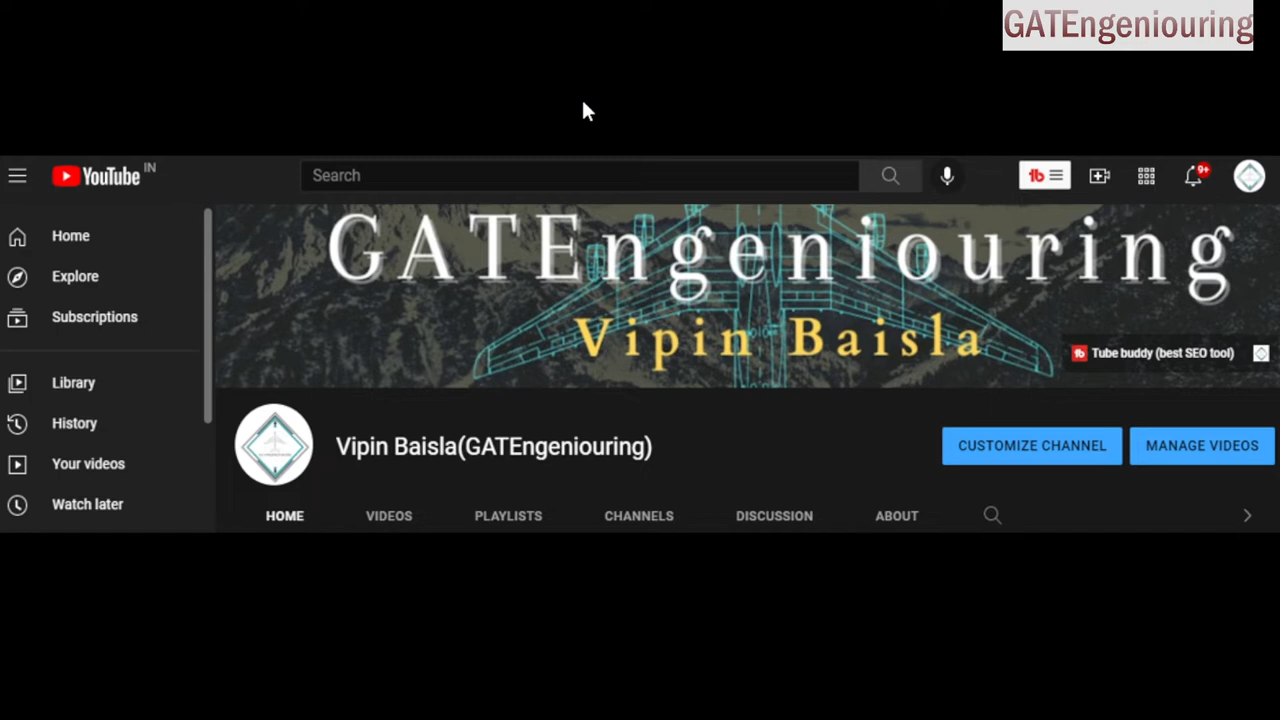 GATEngeniouring
YouTube IN
Search
9+
Home
Explore
Subscriptions
Library
History
Your videos
Watch later
GATEngeniouring
Vipin Baisla
Tube buddy (best SEO tool)
Vipin Baisla(GATEngeniouring)
CUSTOMIZE CHANNEL
MANAGE VIDEOS
HOME VIDEOS PLAYLISTS CHANNELS DISCUSSION ABOUT